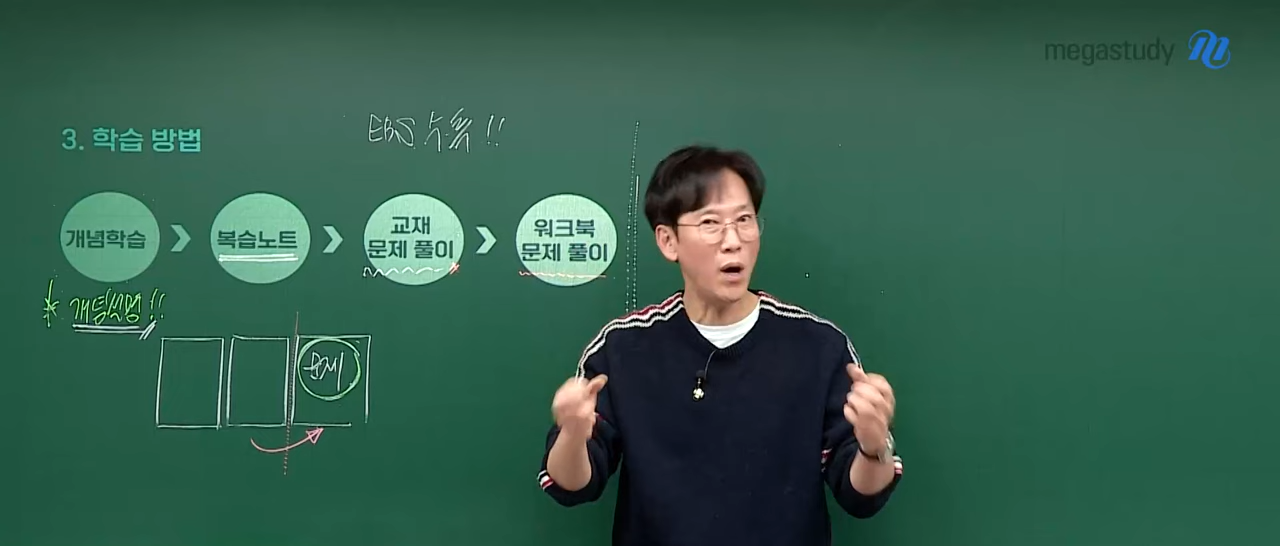 megastudy
3. 학습 방법
EBS 수특!!
개념학습 > 복습노트 > 교재 문제 풀이 > 워크북 문제 풀이
* 개념설명!!
문제